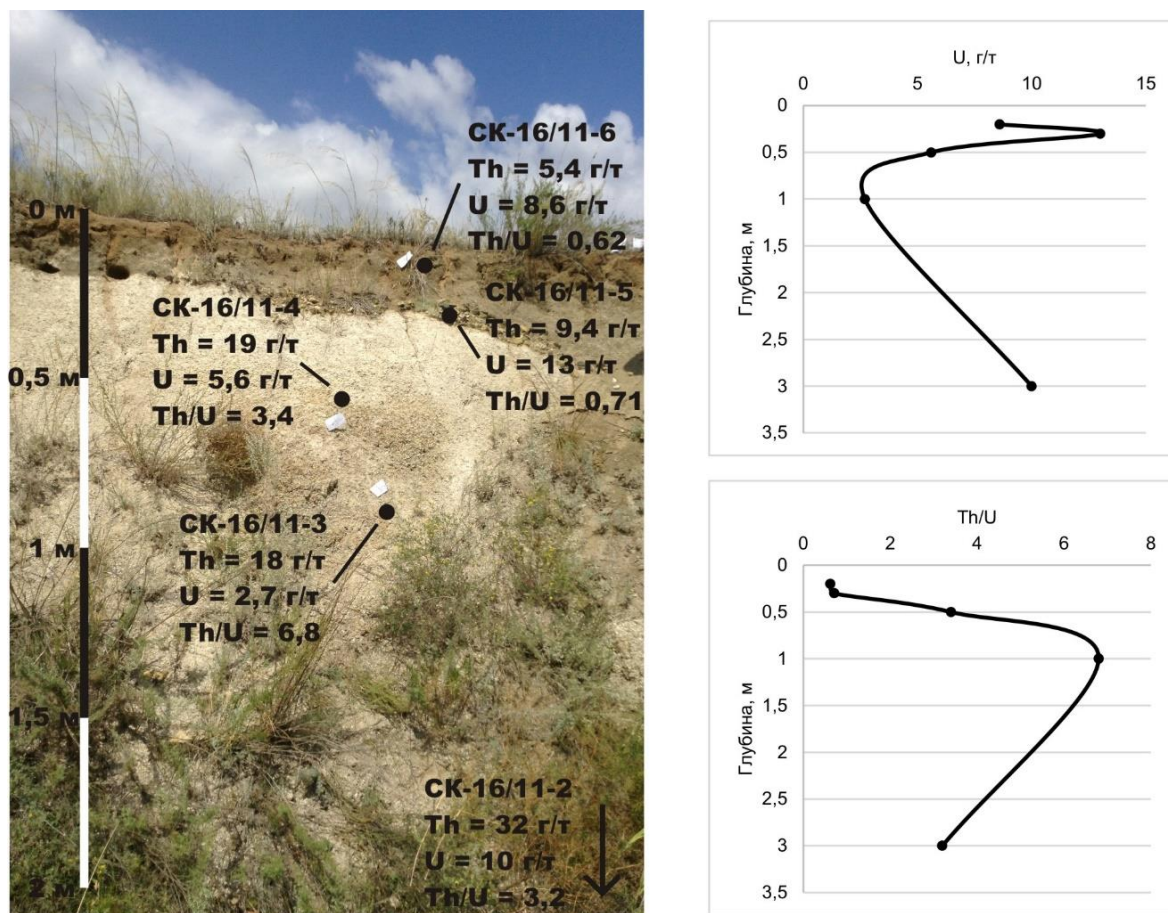 0 м
0,5 м
1 м
1,5 м
2 м
СК-16/11-6
Th = 5,4 г/т
U = 8,6 г/т
Th/U = 0,62
СК-16/11-5
Th = 9,4 г/т
U = 13 г/т
Th/U = 0,71
СК-16/11-4
Th = 19 г/т
U = 5,6 г/т
Th/U = 3,4
СК-16/11-3
Th = 18 г/т
U = 2,7 г/т
Th/U = 6,8
СК-16/11-2
Th = 32 г/т
U = 10 г/т
Th/U = 3,2
U, г/т
0 5 10 15
Глубина, м
0
0,5
1
1,5
2
2,5
3
3,5
Th/U
0 2 4 6 8
Глубина, м
0
0,5
1
1,5
2
2,5
3
3,5